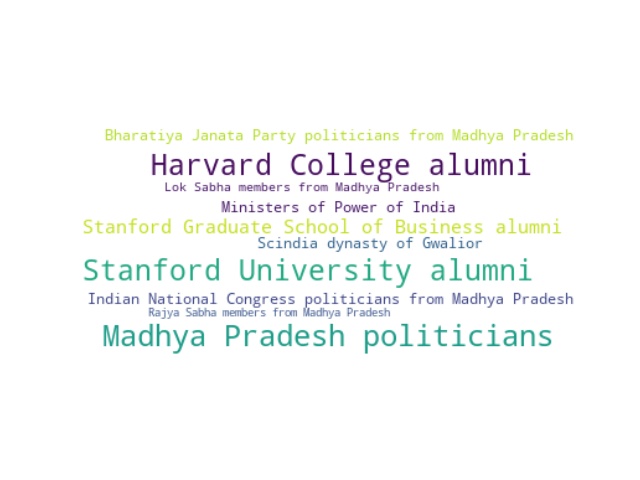 Bharatiya Janata Party politicians from Madhya Pradesh
Harvard College alumni
Lok Sabha members from Madhya Pradesh
Ministers of Power of India
Stanford Graduate School of Business alumni
Scindia dynasty of Gwalior
Stanford University alumni
Indian National Congress politicians from Madhya Pradesh
Rajya Sabha members from Madhya Pradesh
Madhya Pradesh politicians